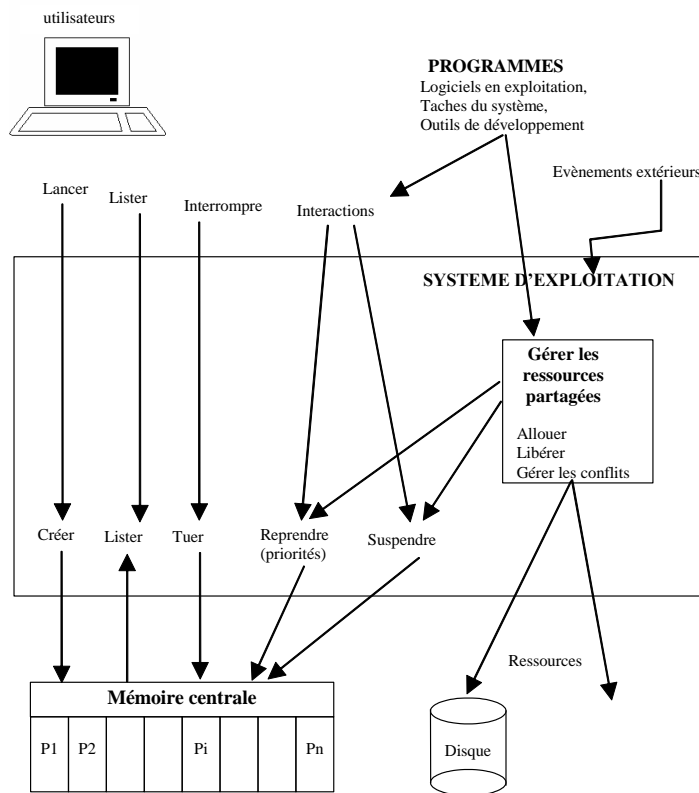 utilisateurs
PROGRAMMES
Logiciels en exploitation,
Taches du système,
Outils de développement
Evènements extérieurs
Lancer
Lister
Interrompre
Interactions
SYSTEME D'EXPLOITATION
Gérer les
ressources
partagées
Allouer
Libérer
Gérer les conflits
Créer
Lister
Tuer
Reprendre
(priorités)
Suspendre
Ressources
Mémoire centrale
P1
P2
Pi
Pn
Disque